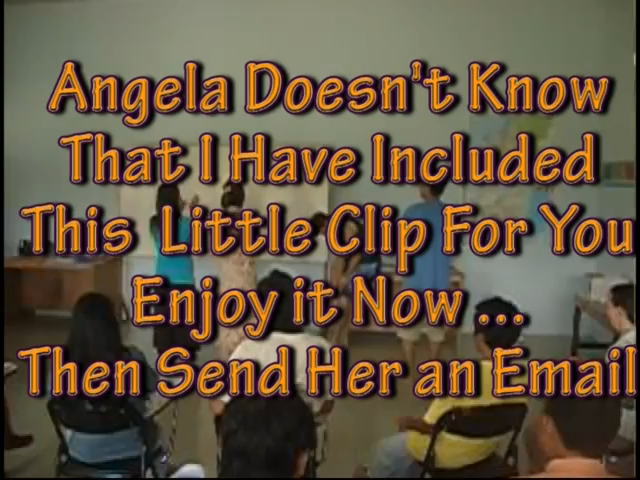 Angela Doesn't Know
That I Have Included
This Little Clip For You
Enjoy it Now ...
Then Send Her an Email